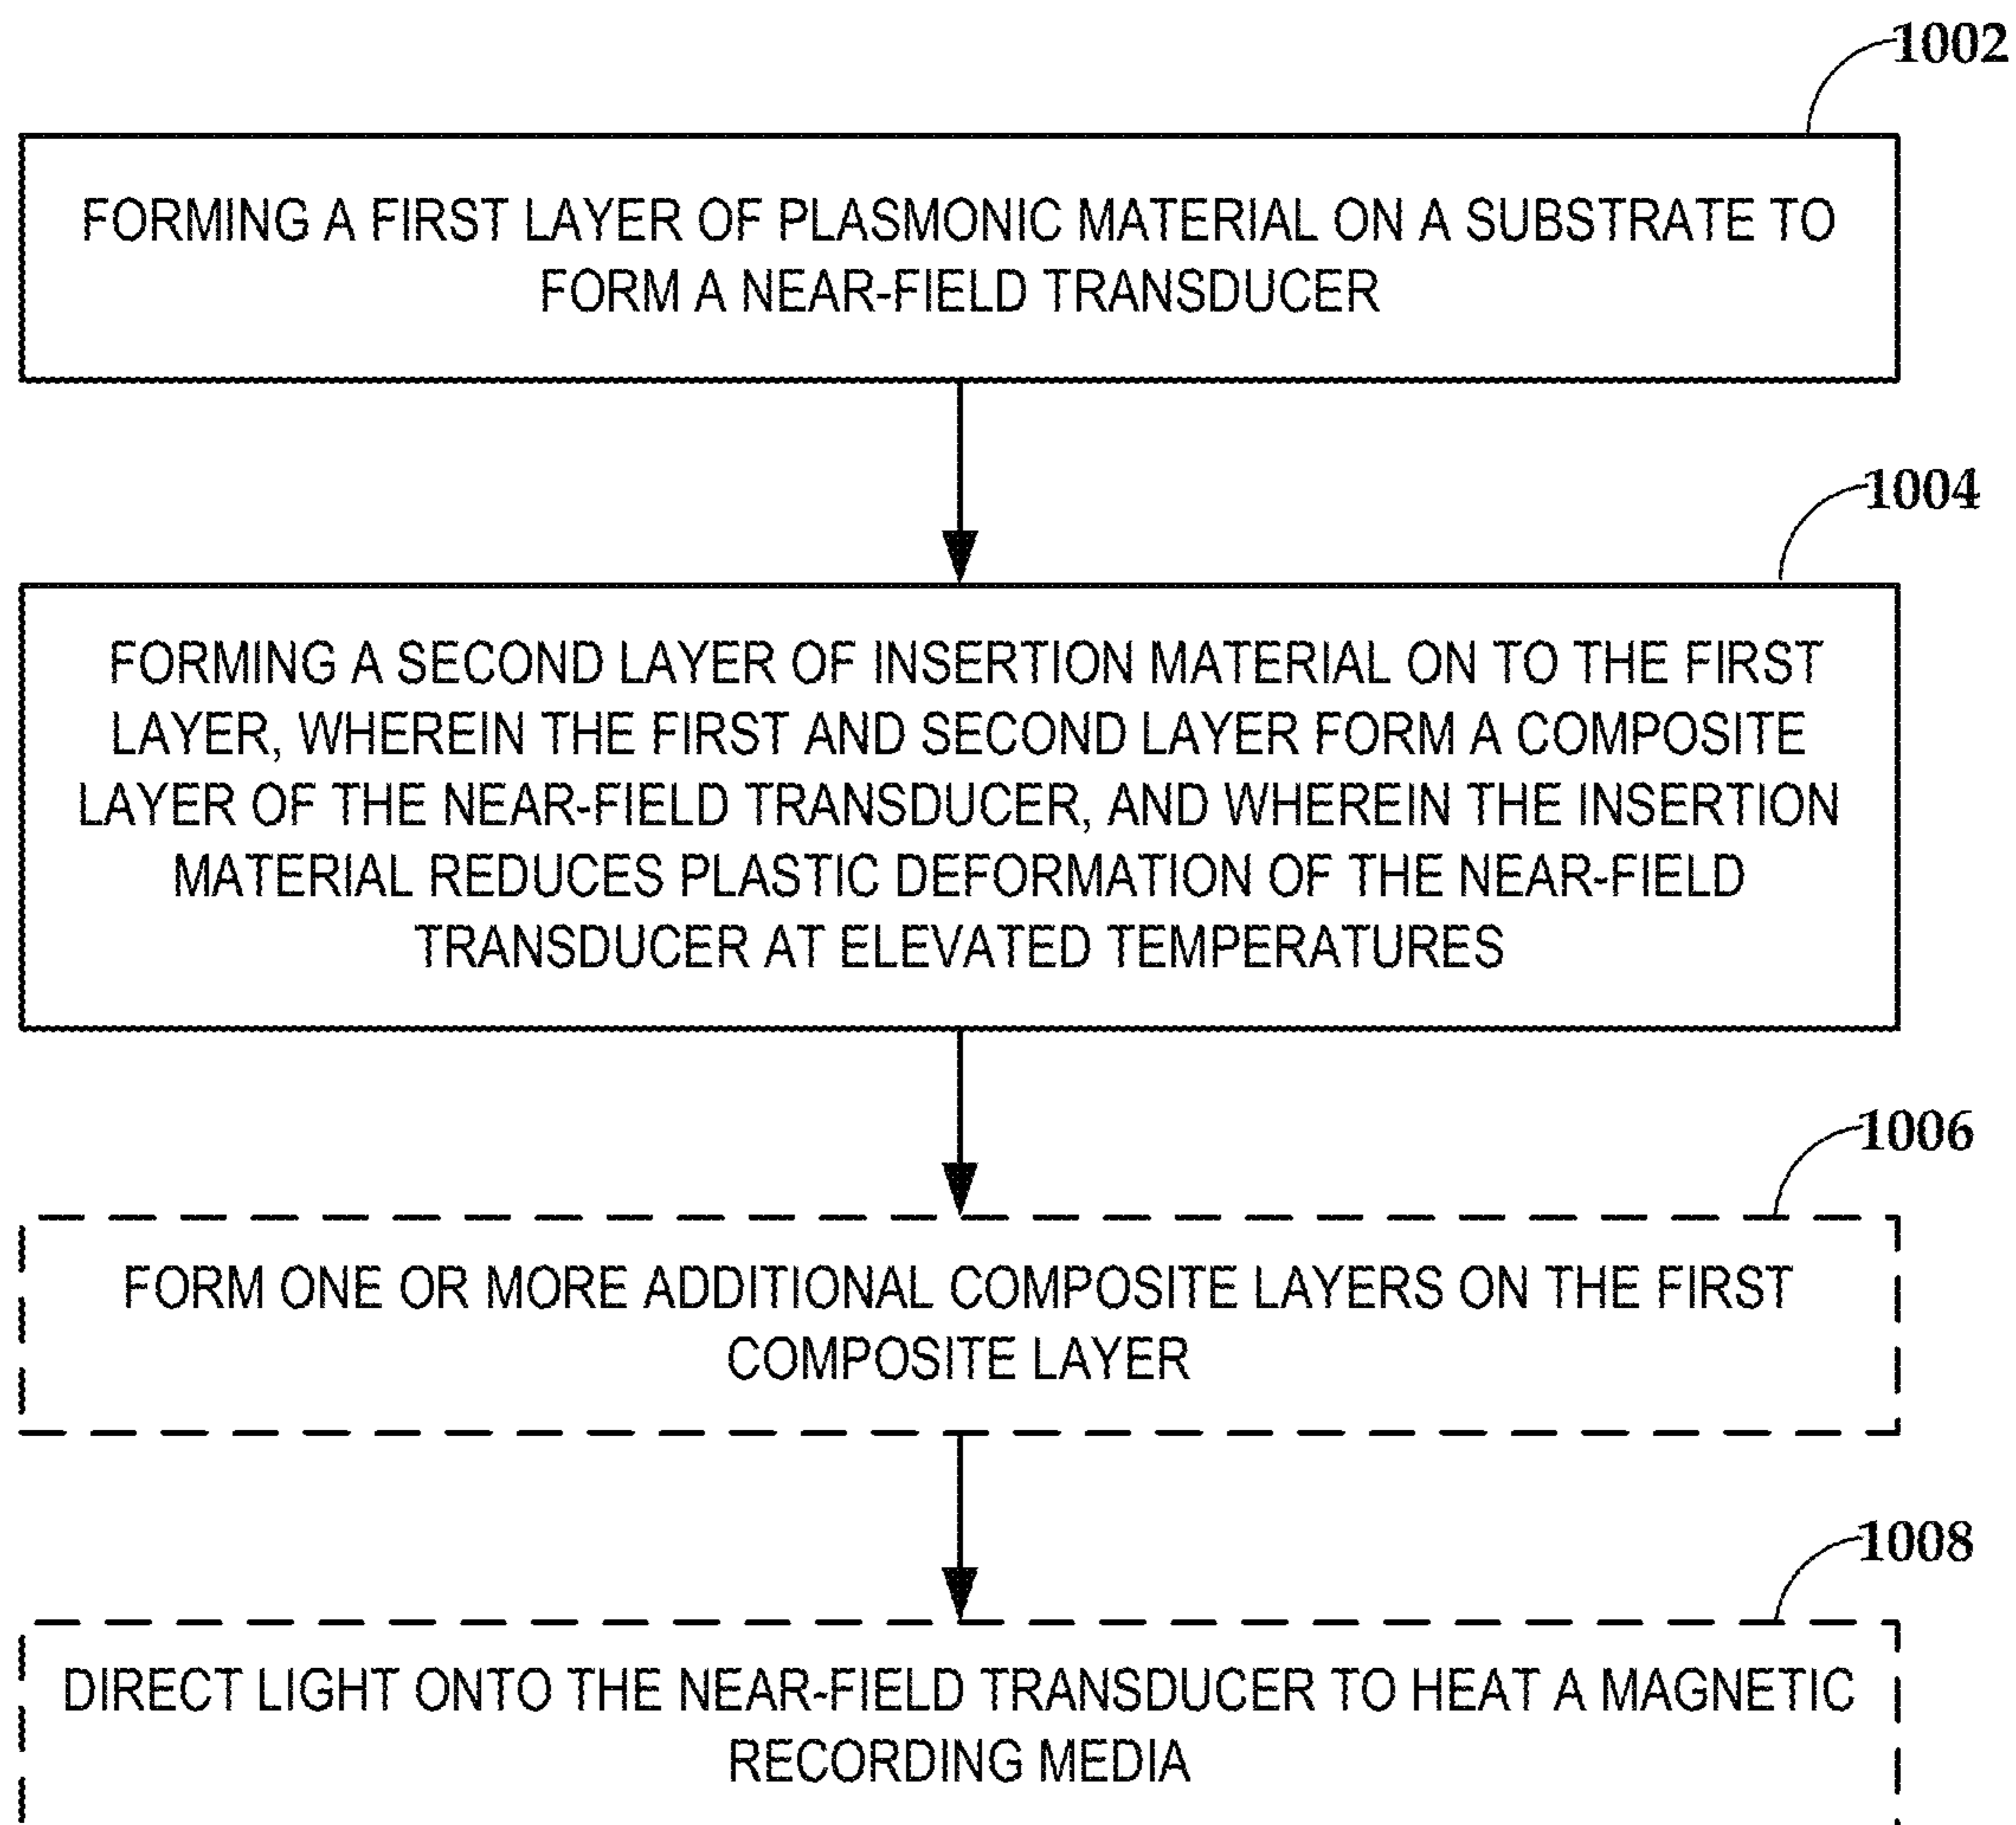 1002
FORMING A FIRST LAYER OF PLASMONIC MATERIAL ON A SUBSTRATE TO
FORM A NEAR-FIELD TRANSDUCER
1004
FORMING A SECOND LAYER OF INSERTION MATERIAL ON TO THE FIRST
LAYER, WHEREIN THE FIRST AND SECOND LAYER FORM A COMPOSITE
LAYER OF THE NEAR-FIELD TRANSDUCER, AND WHEREIN THE INSERTION
MATERIAL REDUCES PLASTIC DEFORMATION OF THE NEAR-FIELD
TRANSDUCER AT ELEVATED TEMPERATURES
1006
FORM ONE OR MORE ADDITIONAL COMPOSITE LAYERS ON THE FIRST
COMPOSITE LAYER
1008
DIRECT LIGHT ONTO THE NEAR-FIELD TRANSDUCER TO HEAT A MAGNETIC
RECORDING MEDIA